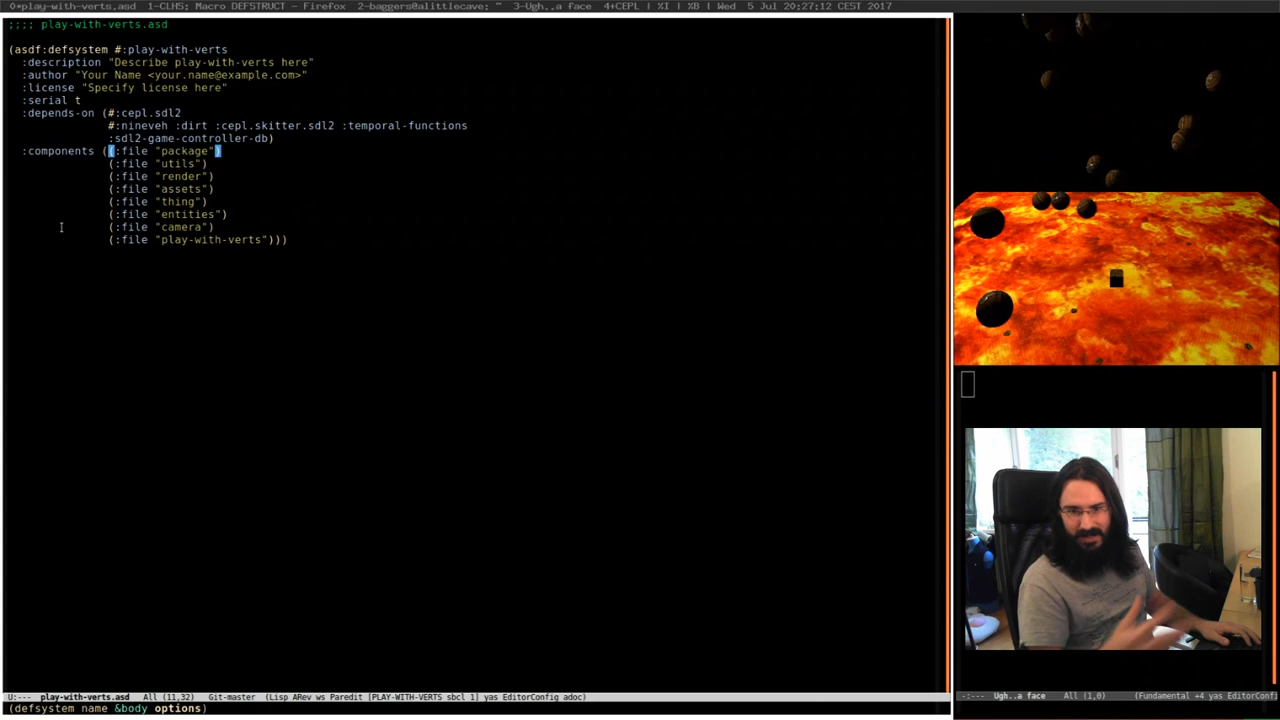 0*play-with-verts.asd  1-CLHS: Macro DEFSTRUCT - Firefox  2-baggers@alittlecave: ~  3-Ugh..a face  4+CEPL | %I | %B | Wed  5 Jul 20:27:12 CEST 2017
;;;; play-with-verts.asd
(asdf:defsystem #:play-with-verts
  :description "Describe play-with-verts here"
  :author "Your Name <your.name@example.com>"
  :license "Specify license here"
  :serial t
  :depends-on (#:cepl.sdl2
               #:nineveh :dirt :cepl.skitter.sdl2 :temporal-functions
               :sdl2-game-controller-db)
  :components ((:file "package")
               (:file "utils")
               (:file "render")
               (:file "assets")
               (:file "thing")
               (:file "entities")
               (:file "camera")
               (:file "play-with-verts")))
U:---  play-with-verts.asd   All (11,32)   Git-master  (Lisp ARev ws Paredit [PLAY-WITH-VERTS sbcl 1] yas EditorConfig adoc)
(defsystem name &body options)
-:---  Ugh..a face   All (1,0)     (Fundamental +4 yas EditorConfi